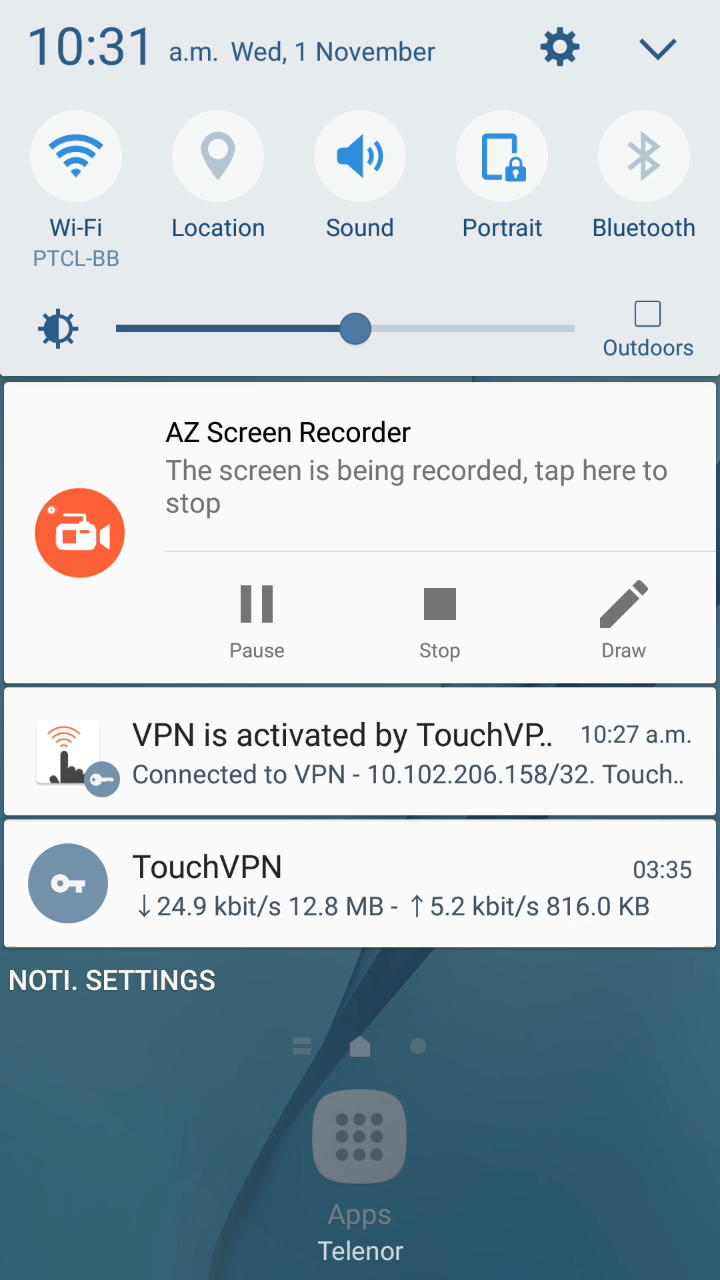 10:31 a.m. Wed, 1 November
Wi-Fi Location Sound Portrait Bluetooth
PTCL-BB
Outdoors
AZ Screen Recorder
The screen is being recorded, tap here to
stop
Pause Stop Draw
VPN is activated by TouchVP.. 10:27 a.m.
Connected to VPN - 10.102.206.158/32. Touch..
TouchVPN 03:35
↓24.9 kbit/s 12.8 MB - ↑5.2 kbit/s 816.0 KB
NOTI. SETTINGS
Apps
Telenor